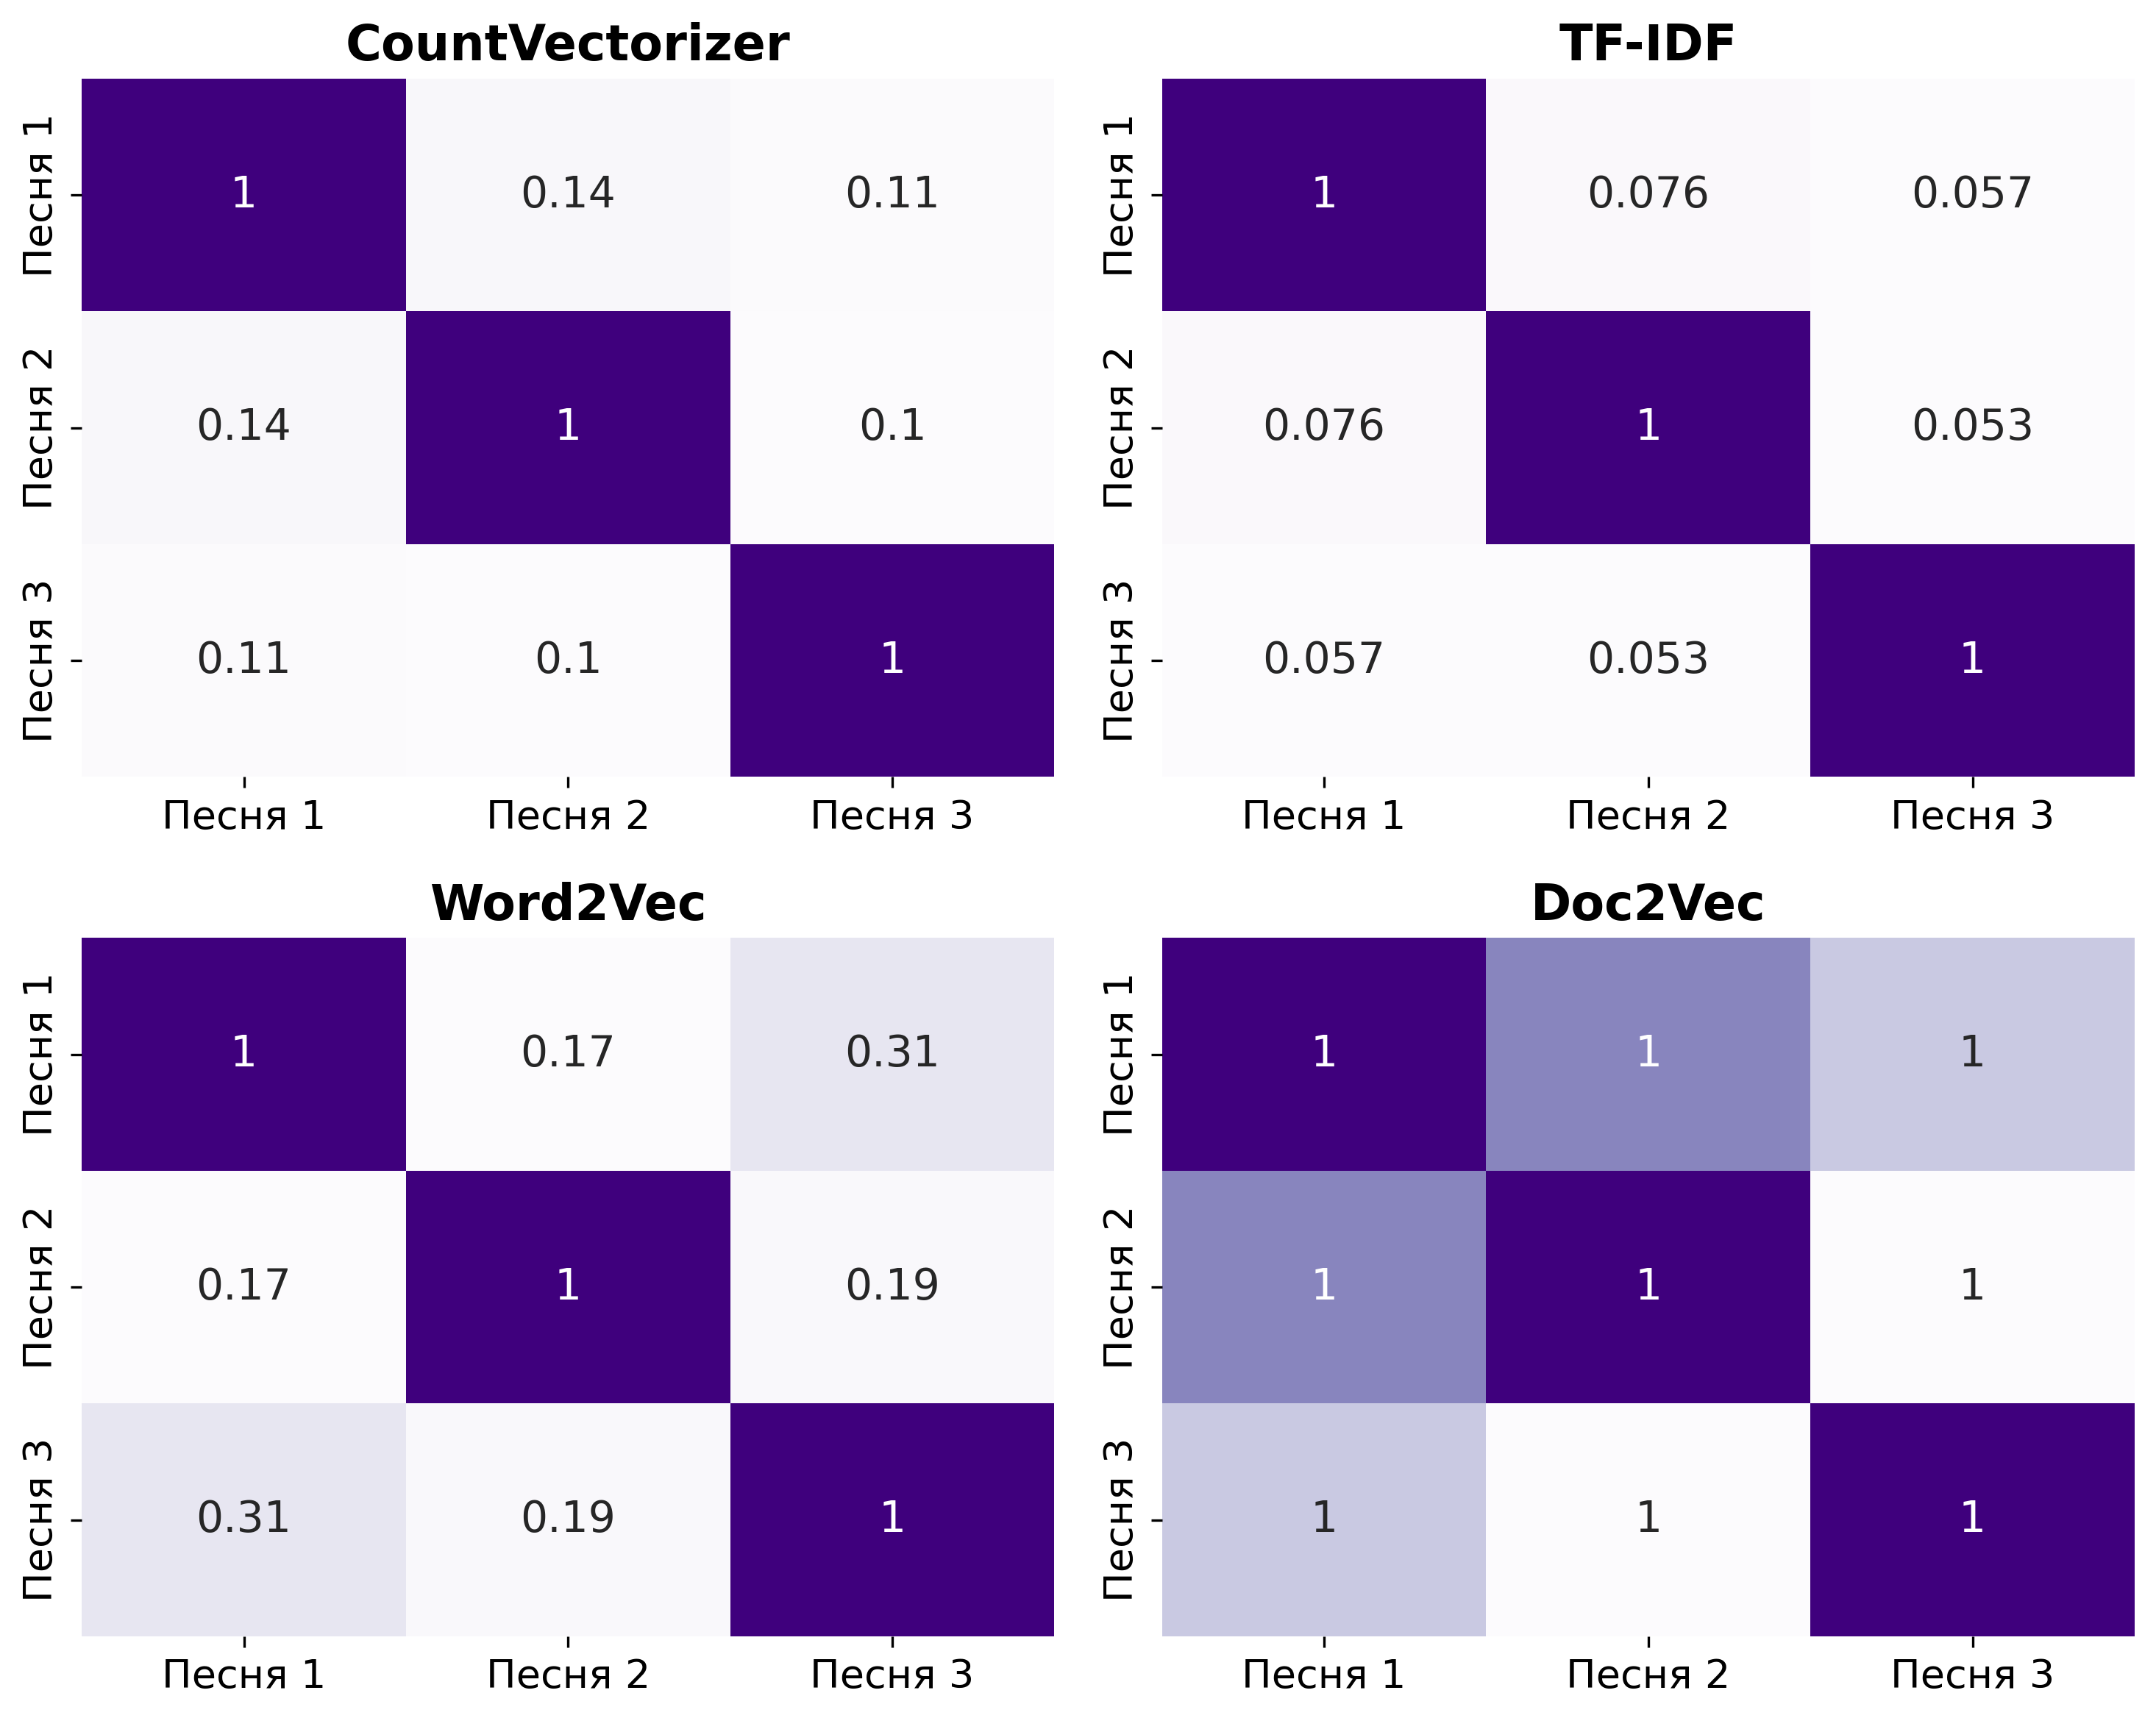 CountVectorizer
Песня 1
1
0.14
0.11
Песня 2
0.14
1
0.1
Песня 3
0.11
0.1
1
Песня 1 Песня 2 Песня 3
TF-IDF
Песня 1
1
0.076
0.057
Песня 2
0.076
1
0.053
Песня 3
0.057
0.053
1
Песня 1 Песня 2 Песня 3
Word2Vec
Песня 1
1
0.17
0.31
Песня 2
0.17
1
0.19
Песня 3
0.31
0.19
1
Песня 1 Песня 2 Песня 3
Doc2Vec
Песня 1
1
1
1
Песня 2
1
1
1
Песня 3
1
1
1
Песня 1 Песня 2 Песня 3